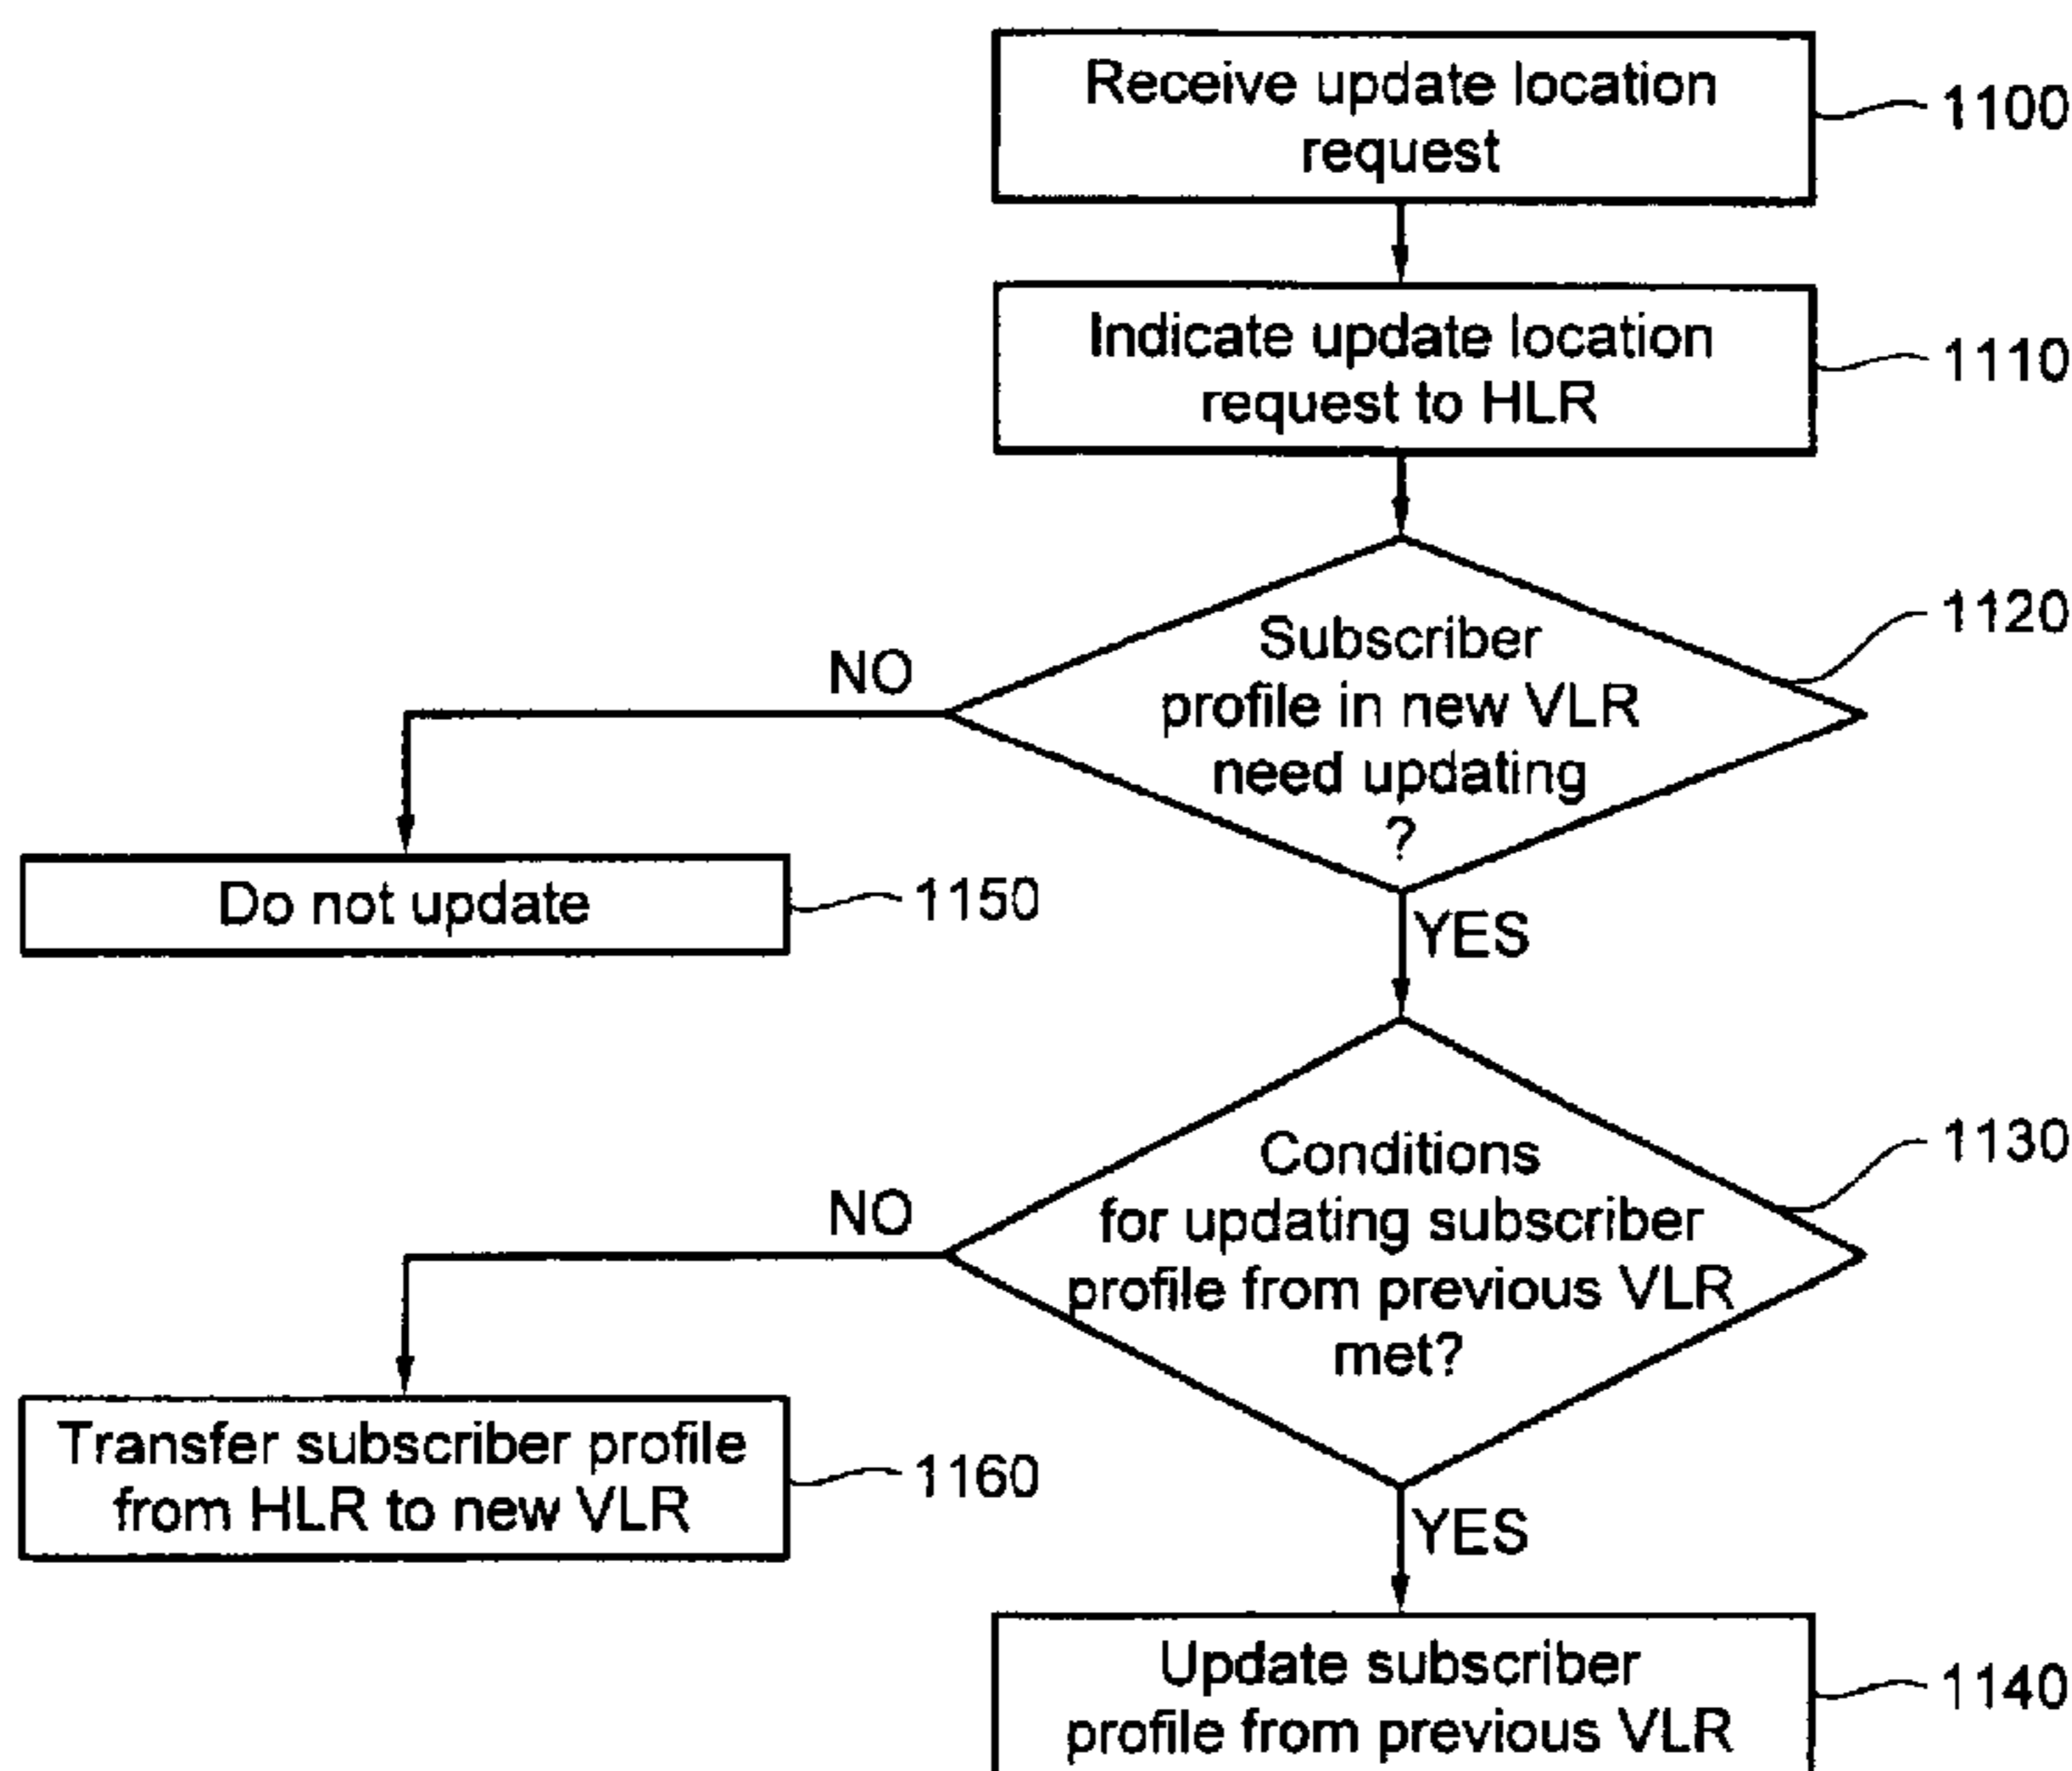 Receive update location
request
1100
Indicate update location
request to HLR
1110
Subscriber
profile in new VLR
need updating
?
1120
NO
YES
Do not update
1150
Conditions
for updating subscriber
profile from previous VLR
met?
1130
NO
YES
Transfer subscriber profile
from HLR to new VLR
1160
Update subscriber
profile from previous VLR
1140